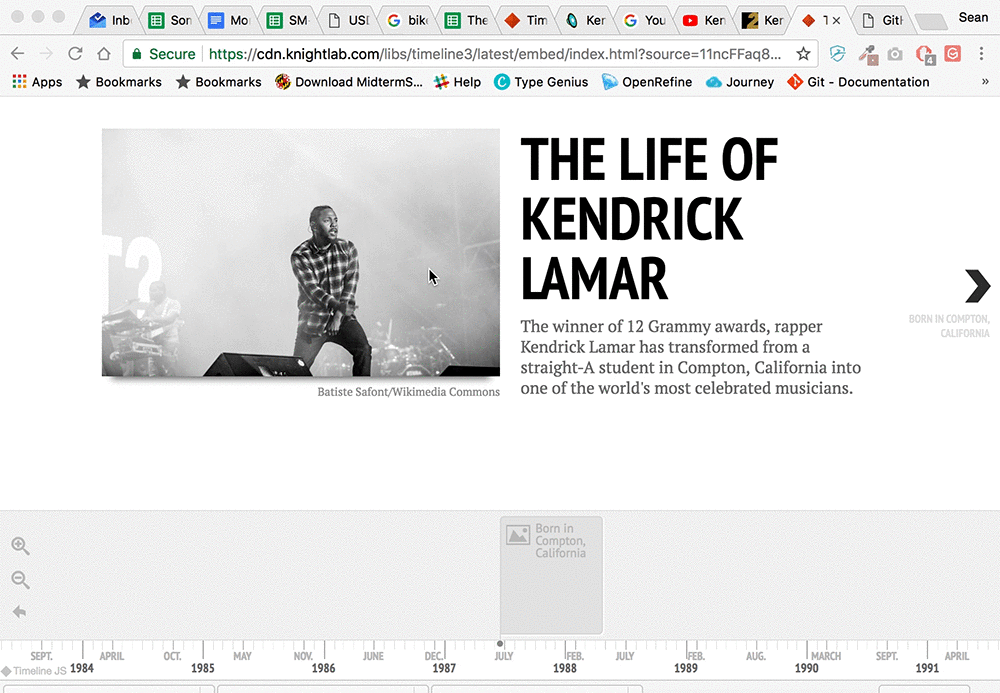 Inb
Son
Mo
SM-
USI
bike
The
Tim
Ker
You
Ken
Ker
T
Gitl
Sean
Secure
https://cdn.knightlab.com/libs/timeline3/latest/embed/index.html?source=11ncFFaq8...
4
Apps
Bookmarks
Bookmarks
Download MidtermS...
Help
Type Genius
OpenRefine
Journey
Git - Documentation
»
THE LIFE OF
KENDRICK
LAMAR
The winner of 12 Grammy awards, rapper
Kendrick Lamar has transformed from a
straight-A student in Compton, California into
one of the world's most celebrated musicians.
T2
Batiste Safont/Wikimedia Commons
BORN IN COMPTON,
CALIFORNIA
Born in
Compton,
California
SEPT. APRIL OCT. MAY NOV. JUNE DEC. JULY FEB. JULY FEB. AUG. MARCH SEPT. APRIL
1984 1985 1986 1987 1988 1989 1990 1991
Timeline JS